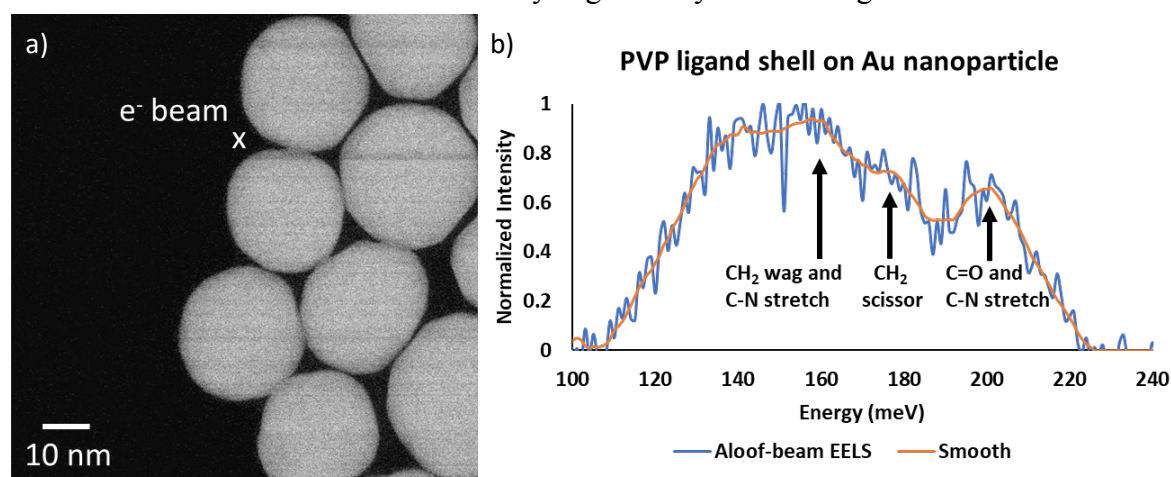 a)
e- beam
x
10 nm
b)
PVP ligand shell on Au nanoparticle
Normalized Intensity
1
0.8
0.6
0.4
0.2
0
CH2 wag and
C-N stretch
CH2
scissor
C=O and
C-N stretch
100 120 140 160 180 200 220 240
Energy (meV)
Aloof-beam EELS Smooth